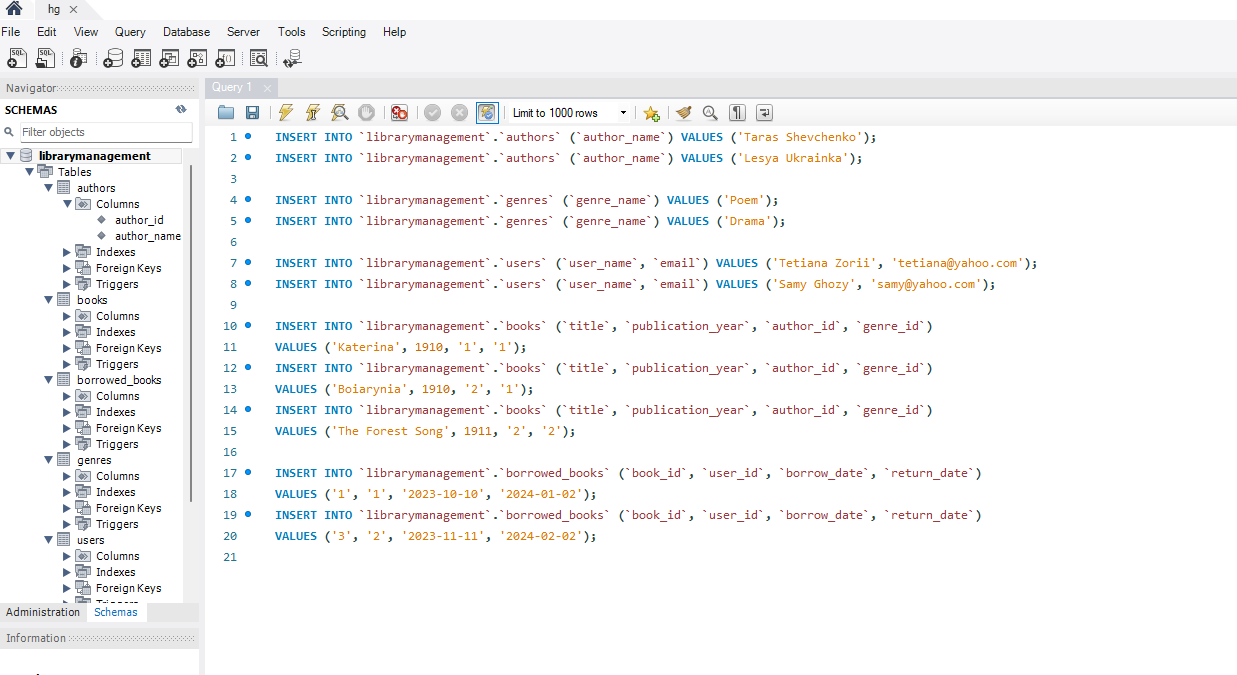 hg
File Edit View Query Database Server Tools Scripting Help
Navigator
SCHEMAS
Filter objects
librarymanagement
Tables
authors
Columns
author_id
author_name
Indexes
Foreign Keys
Triggers
books
Columns
Indexes
Foreign Keys
Triggers
borrowed_books
Columns
Indexes
Foreign Keys
Triggers
genres
Columns
Indexes
Foreign Keys
Triggers
users
Columns
Indexes
Foreign Keys
Triggers
Administration Schemas
Information
Query 1
Limit to 1000 rows
1 INSERT INTO `librarymanagement`.`authors` (`author_name`) VALUES ('Taras Shevchenko');
2 INSERT INTO `librarymanagement`.`authors` (`author_name`) VALUES ('Lesya Ukrainka');
3
4 INSERT INTO `librarymanagement`.`genres` (`genre_name`) VALUES ('Poem');
5 INSERT INTO `librarymanagement`.`genres` (`genre_name`) VALUES ('Drama');
6
7 INSERT INTO `librarymanagement`.`users` (`user_name`, `email`) VALUES ('Tetiana Zorii', 'tetiana@yahoo.com');
8 INSERT INTO `librarymanagement`.`users` (`user_name`, `email`) VALUES ('Samy Ghozy', 'samy@yahoo.com');
9
10 INSERT INTO `librarymanagement`.`books` (`title`, `publication_year`, `author_id`, `genre_id`)
11 VALUES ('Katerina', 1910, '1', '1');
12 INSERT INTO `librarymanagement`.`books` (`title`, `publication_year`, `author_id`, `genre_id`)
13 VALUES ('Boiarynia', 1910, '2', '1');
14 INSERT INTO `librarymanagement`.`books` (`title`, `publication_year`, `author_id`, `genre_id`)
15 VALUES ('The Forest Song', 1911, '2', '2');
16
17 INSERT INTO `librarymanagement`.`borrowed_books` (`book_id`, `user_id`, `borrow_date`, `return_date`)
18 VALUES ('1', '1', '2023-10-10', '2024-01-02');
19 INSERT INTO `librarymanagement`.`borrowed_books` (`book_id`, `user_id`, `borrow_date`, `return_date`)
20 VALUES ('3', '2', '2023-11-11', '2024-02-02');
21